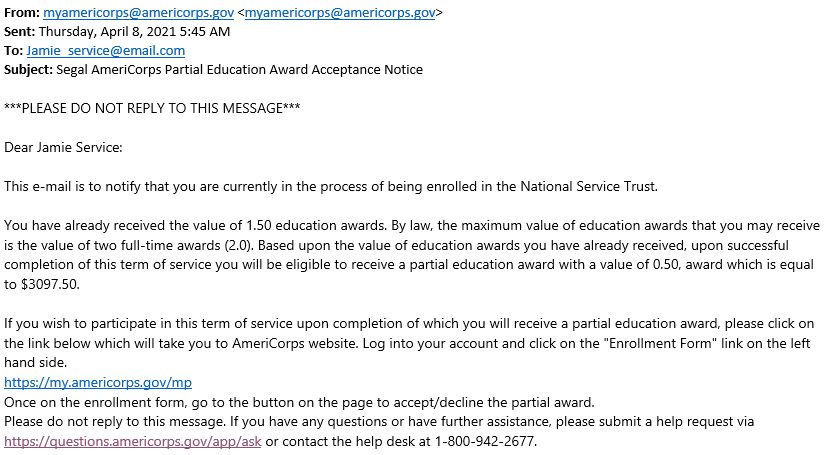 From: myamericorps@americorps.gov <myamericorps@americorps.gov>
Sent: Thursday, April 8, 2021 5:45 AM
To: Jamie_service@email.com
Subject: Segal AmeriCorps Partial Education Award Acceptance Notice
***PLEASE DO NOT REPLY TO THIS MESSAGE***
Dear Jamie Service:
This e-mail is to notify that you are currently in the process of being enrolled in the National Service Trust.
You have already received the value of 1.50 education awards. By law, the maximum value of education awards that you may receive
is the value of two full-time awards (2.0). Based upon the value of education awards you have already received, upon successful
completion of this term of service you will be eligible to receive a partial education award with a value of 0.50, award which is equal
to $3097.50.
If you wish to participate in this term of service upon completion of which you will receive a partial education award, please click on
the link below which will take you to AmeriCorps website. Log into your account and click on the "Enrollment Form" link on the left
hand side.
https://my.americorps.gov/mp
Once on the enrollment form, go to the button on the page to accept/decline the partial award.
Please do not reply to this message. If you have any questions or have further assistance, please submit a help request via
https://questions.americorps.gov/app/ask or contact the help desk at 1-800-942-2677.